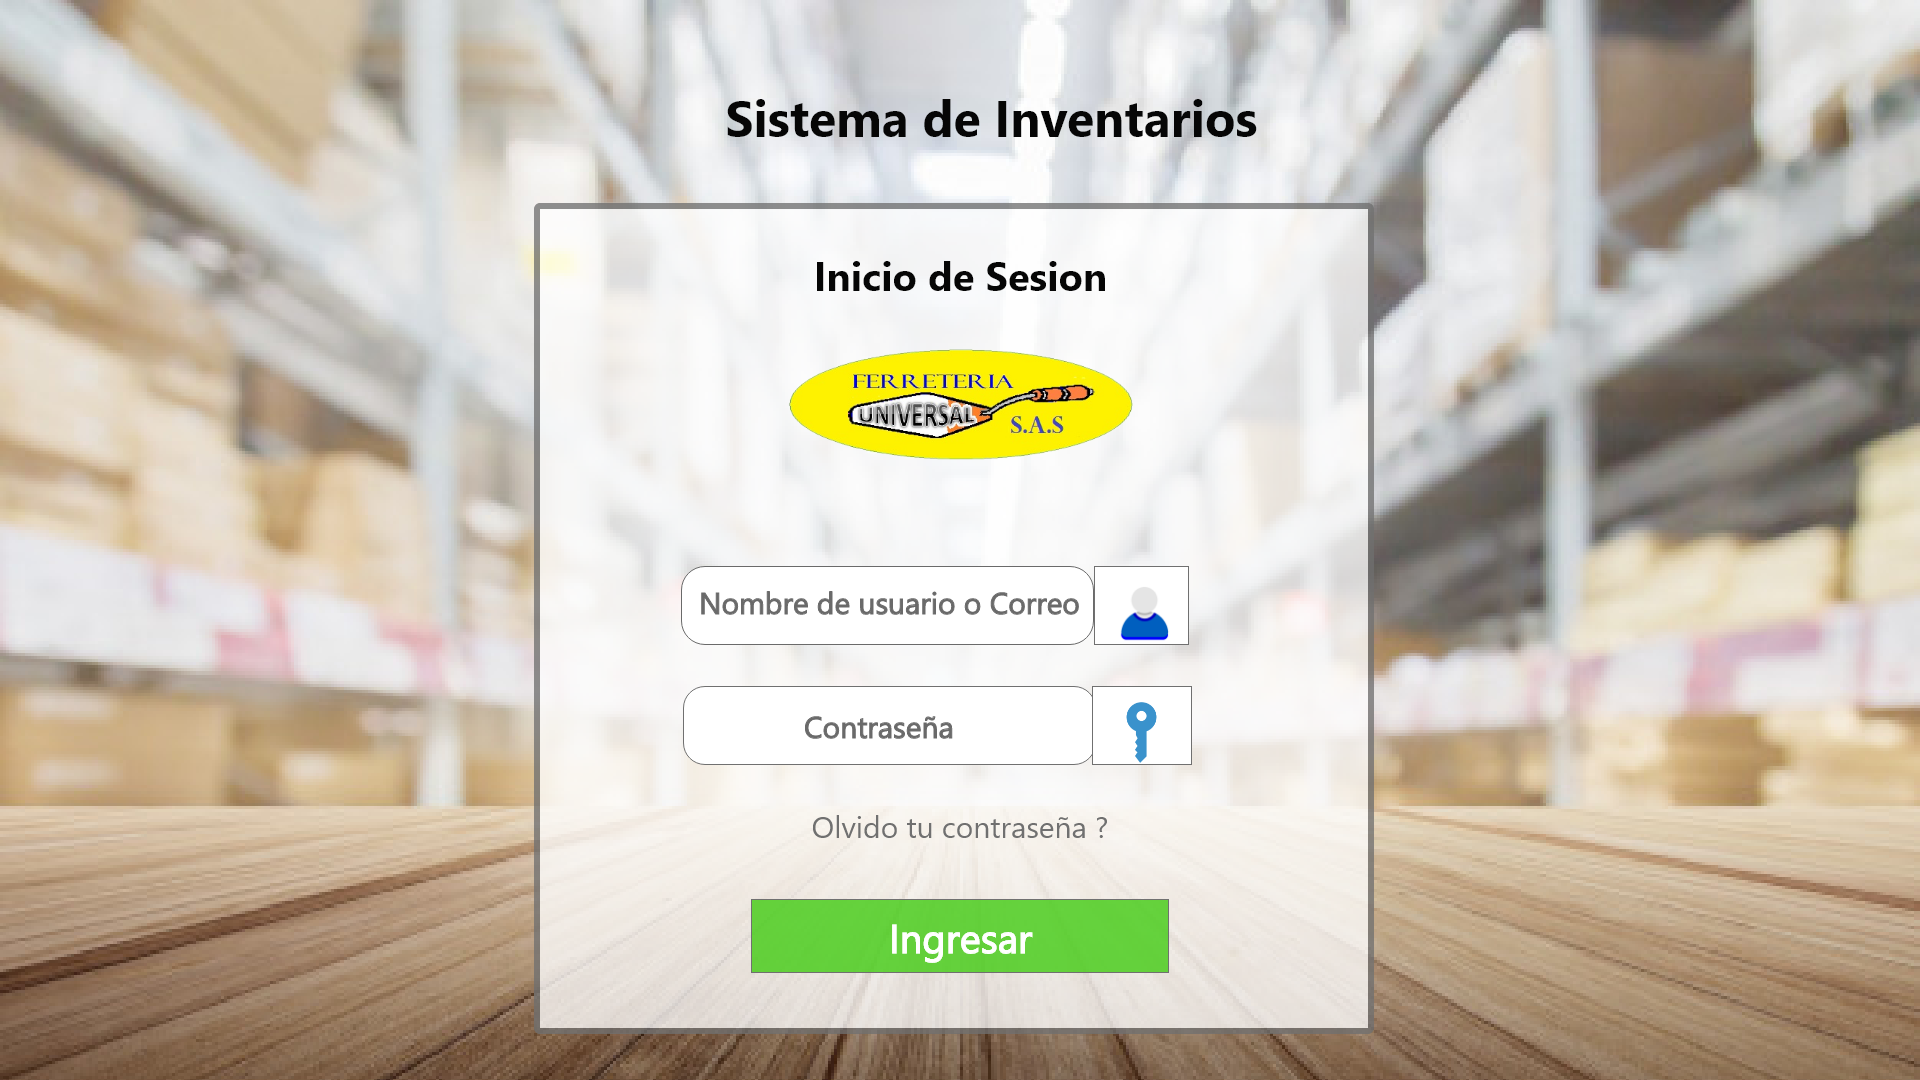 Sistema de Inventarios
Inicio de Sesion
FERRETERIA
UNIVERSAL
S.A.S
Nombre de usuario o Correo
Contraseña
Olvido tu contraseña ?
Ingresar